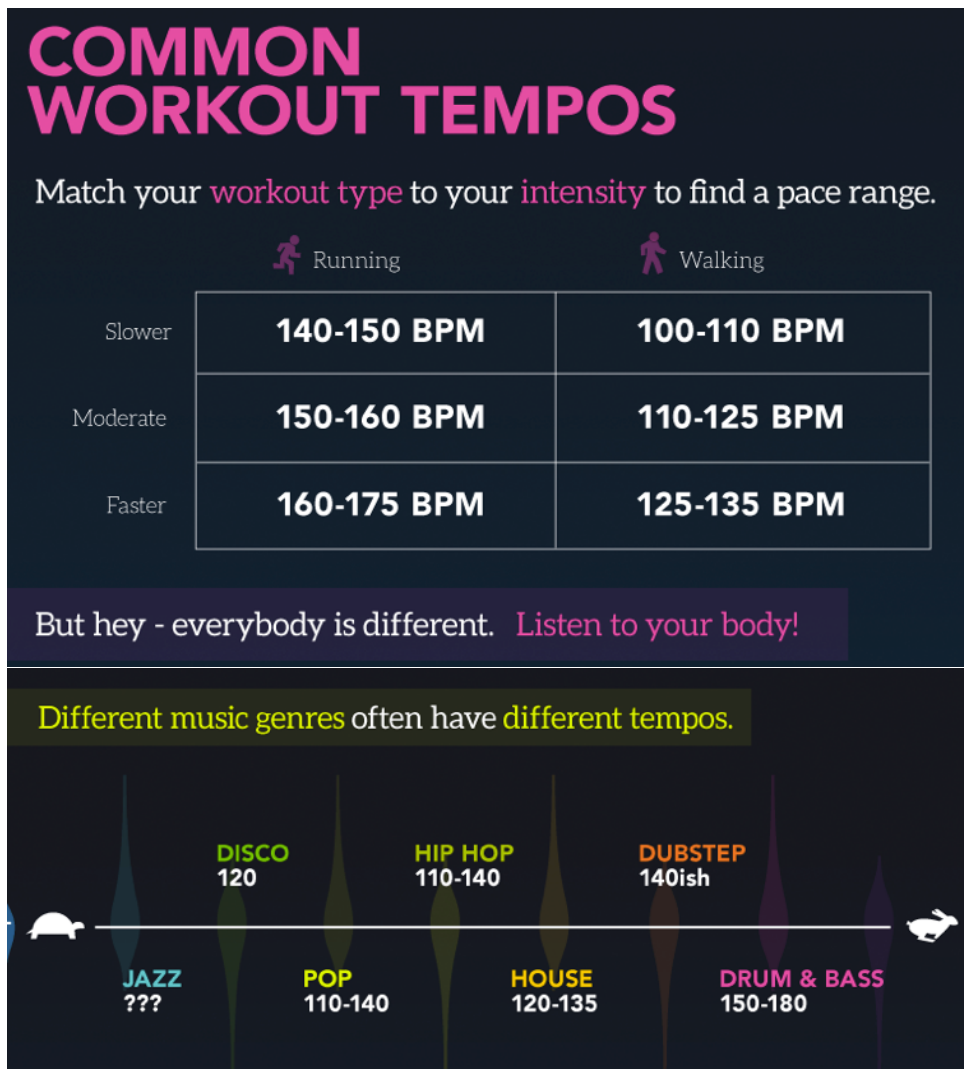 COMMON
WORKOUT TEMPOS
Match your workout type to your intensity to find a pace range.
Running Walking
Slower 140-150 BPM 100-110 BPM
Moderate 150-160 BPM 110-125 BPM
Faster 160-175 BPM 125-135 BPM
But hey - everybody is different. Listen to your body!
Different music genres often have different tempos.
DISCO HIP HOP DUBSTEP
120 110-140 140ish
JAZZ POP HOUSE DRUM & BASS
??? 110-140 120-135 150-180